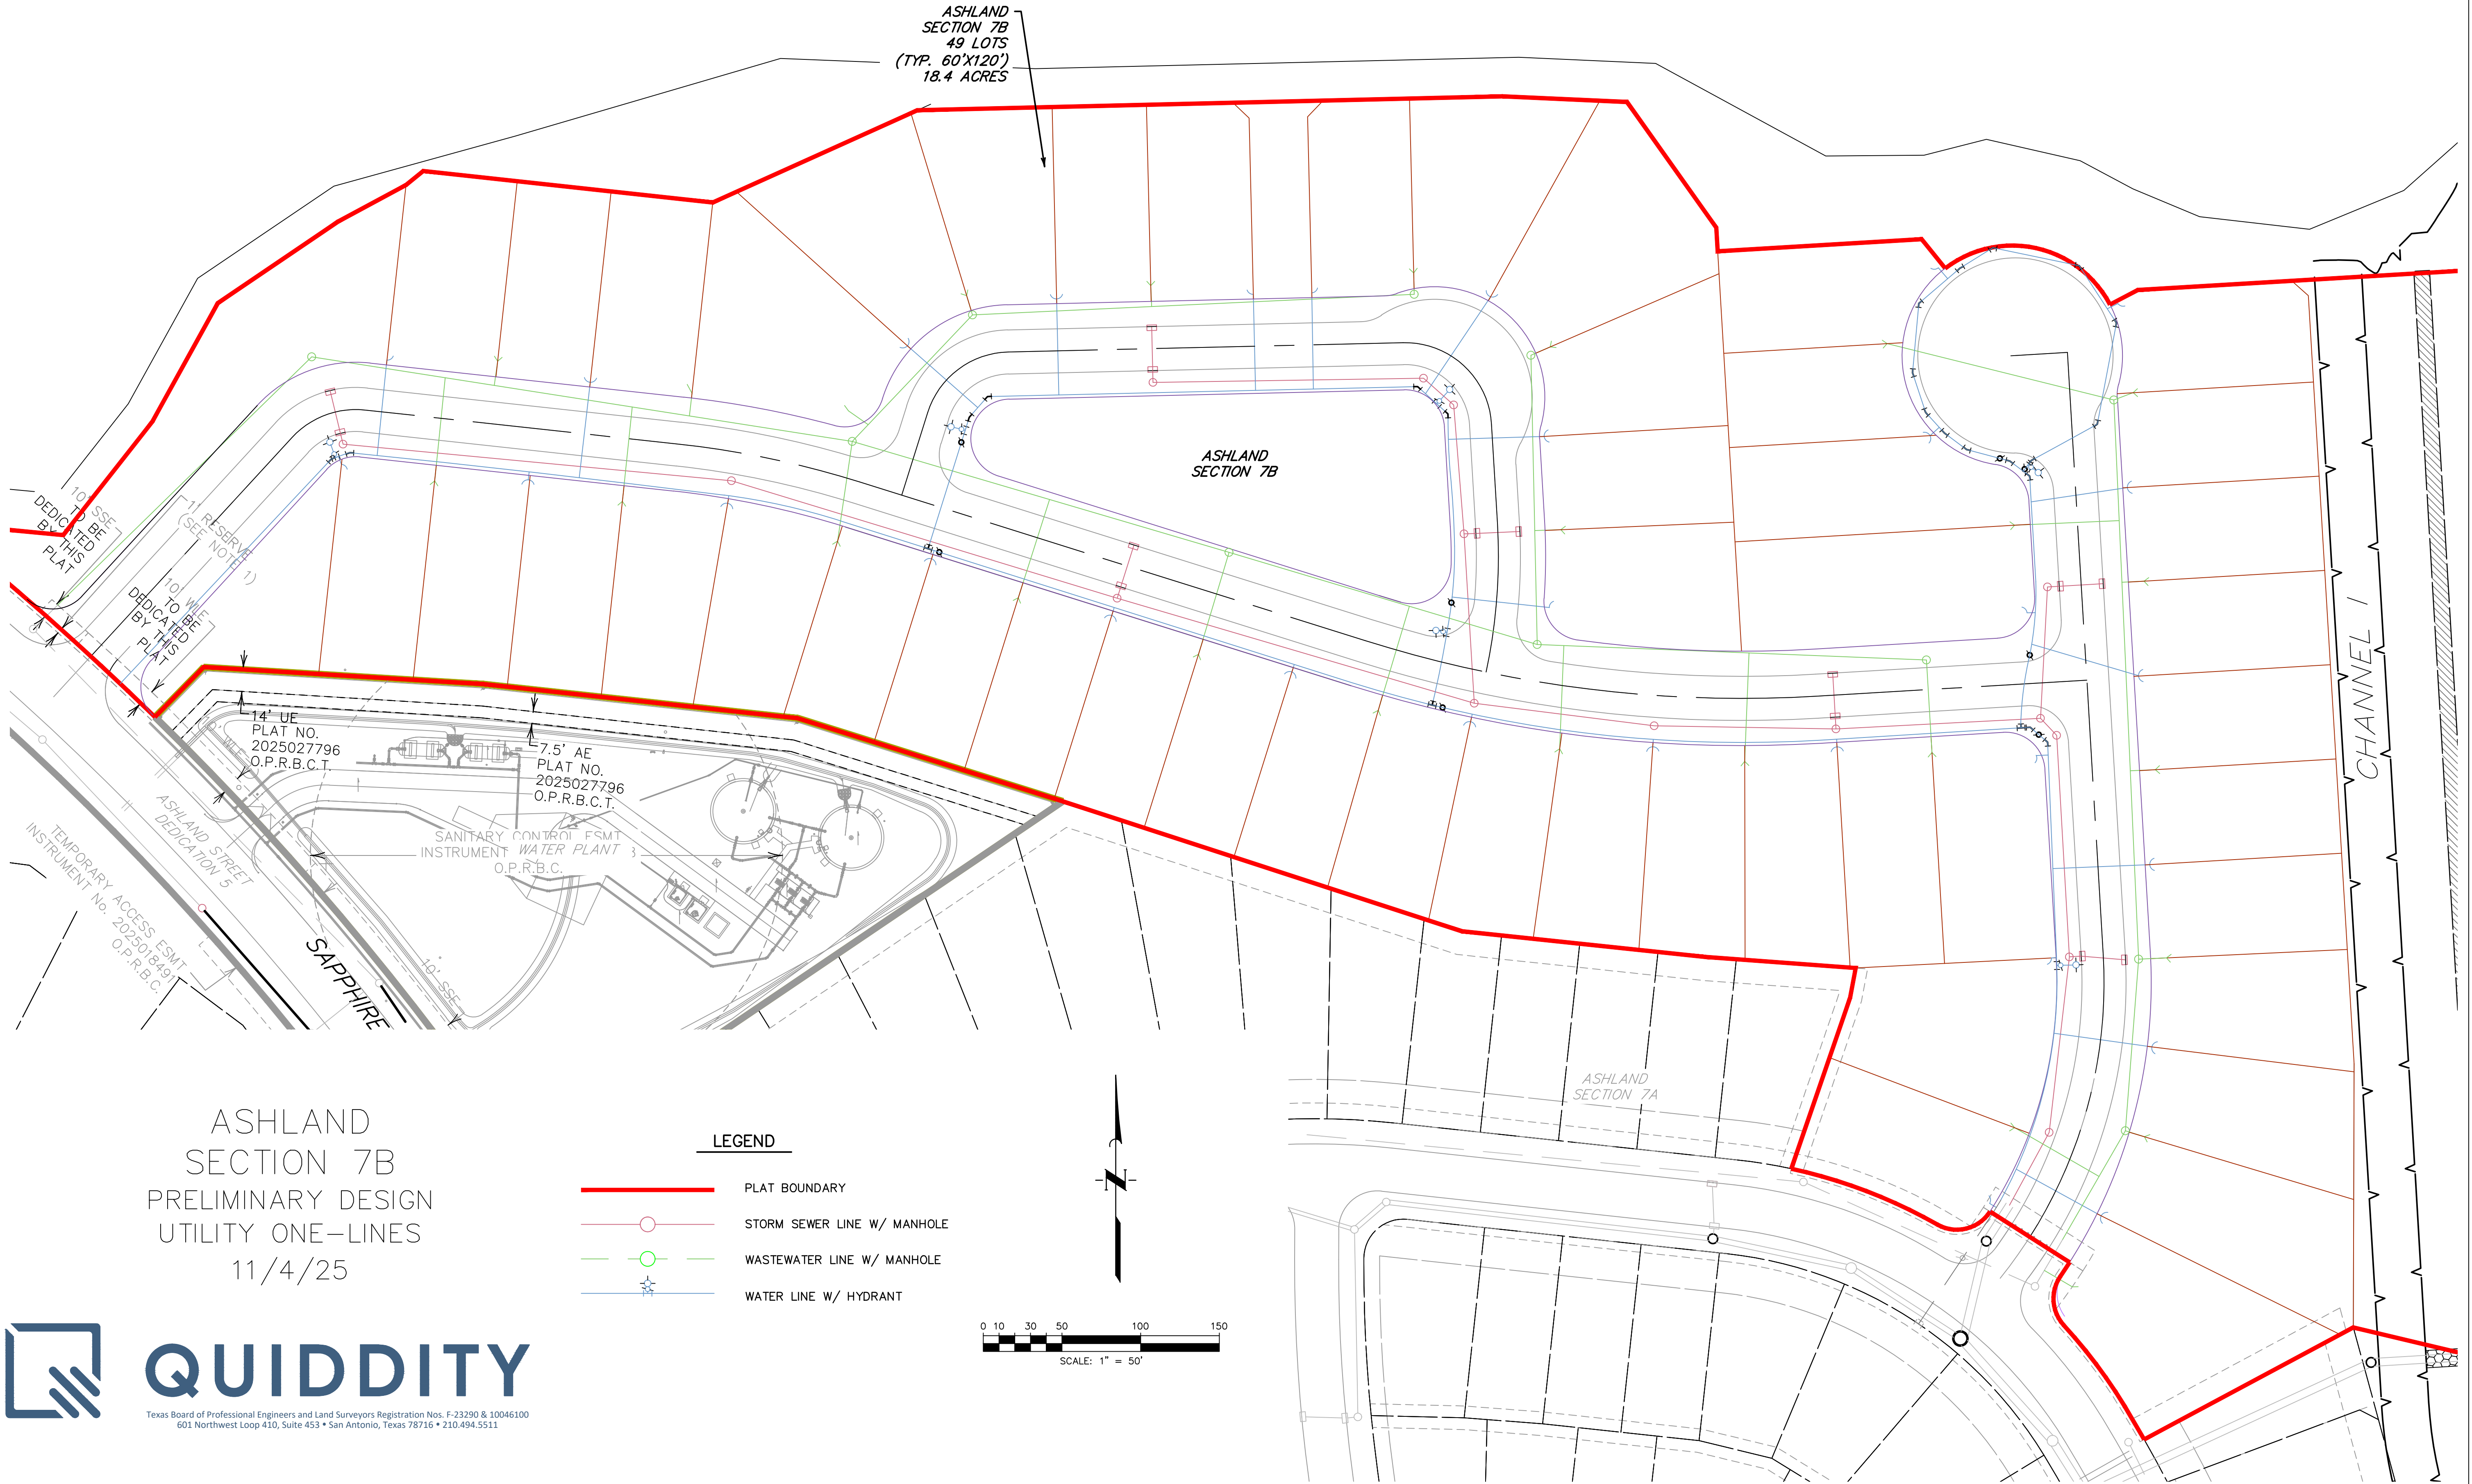 ASHLAND
SECTION 7B
49 LOTS
(TYP. 60'X120')
18.4 ACRES
ASHLAND
SECTION 7B
10' SSE
TO BE
DEDICATED
BY THIS
PLAT
1' RESERVE
(SEE NOTE 1)
10' WLE
TO BE
DEDICATED
BY THIS
PLAT
14' UE
PLAT NO.
2025027796
O.P.R.B.C.T.
7.5' AE
PLAT NO.
2025027796
O.P.R.B.C.T.
10' WLE
ASHLAND STREET
DEDICATION 5
TEMPORARY ACCESS ESMT
INSTRUMENT No. 2025018491
O.P.R.B.C.
SANITARY CONTROL ESMT
INSTRUMENT
WATER PLANT
O.P.R.B.C.
10' SSE
SAPPHIRE
CHANNEL I
ASHLAND
SECTION 7A
ASHLAND
SECTION 7B
PRELIMINARY DESIGN
UTILITY ONE-LINES
11/4/25
LEGEND
PLAT BOUNDARY
STORM SEWER LINE W/ MANHOLE
WASTEWATER LINE W/ MANHOLE
WATER LINE W/ HYDRANT
N
0 10 30 50 100 150
SCALE: 1" = 50'
QUIDDITY
Texas Board of Professional Engineers and Land Surveyors Registration Nos. F-23290 & 10046100
601 Northwest Loop 410, Suite 453 • San Antonio, Texas 78716 • 210.494.5511